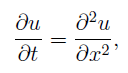 ∂u/∂t = ∂²u/∂x²,